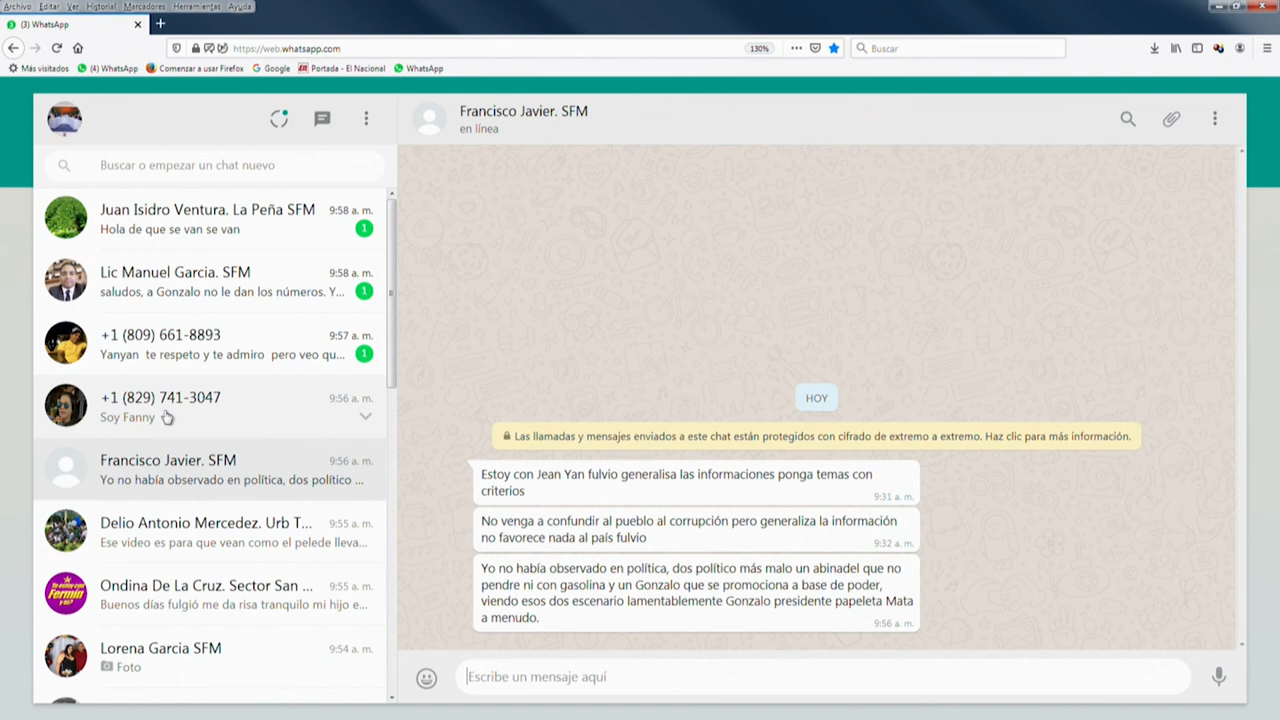 Archivo Editar Ver Historial Marcadores Herramientas Ayuda
(3) WhatsApp
https://web.whatsapp.com
130%
Buscar
Más visitados
(4) WhatsApp
Comenzar a usar Firefox
Google
Portada - El Nacional
WhatsApp
Francisco Javier. SFM
en línea
Buscar o empezar un chat nuevo
Juan Isidro Ventura. La Peña SFM 9:58 a. m.
Hola de que se van se van 1
Lic Manuel Garcia. SFM 9:58 a. m.
saludos, a Gonzalo no le dan los números. Y... 1
+1 (809) 661-8893 9:57 a. m.
Yanyan te respeto y te admiro pero veo qu... 1
+1 (829) 741-3047 9:56 a. m.
Soy Fanny
Francisco Javier. SFM 9:56 a. m.
Yo no había observado en política, dos político ...
Delio Antonio Mercedez. Urb T... 9:55 a. m.
Ese video es para que vean como el pelede lleva...
Ondina De La Cruz. Sector San ... 9:55 a. m.
Buenos días fulgió me da risa tranquilo mi hijo e...
Lorena Garcia SFM 9:54 a. m.
Foto
HOY
Las llamadas y mensajes enviados a este chat están protegidos con cifrado de extremo a extremo. Haz clic para más información.
Estoy con Jean Yan fulvio generalisa las informaciones ponga temas con
criterios
9:31 a. m.
No venga a confundir al pueblo al corrupción pero generaliza la información
no favorece nada al país fulvio
9:32 a. m.
Yo no había observado en política, dos político más malo un abinadel que no
pendre ni con gasolina y un Gonzalo que se promociona a base de poder,
viendo esos dos escenario lamentablemente Gonzalo presidente papeleta Mata
a menudo.
9:56 a. m.
Escribe un mensaje aquí